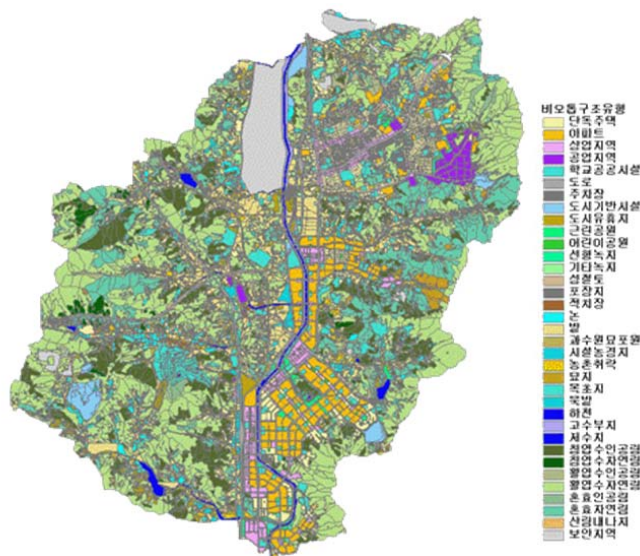 비오톱구조유형
단독주택
아파트
상업지역
공업지역
학교공공시설
도로
주차장
도시기반시설
도시유휴지
근린공원
어린이공원
선형녹지
기타녹지
포장지
적치장
논
밭
과수원묘포원
시설농경지
농촌취락
묘지
목초지
묵밭
하천
고수부지
저수지
침엽수인공림
침엽수자연림
활엽수인공림
활엽수자연림
혼효인공림
혼효자연림
산림내나지
보안지역